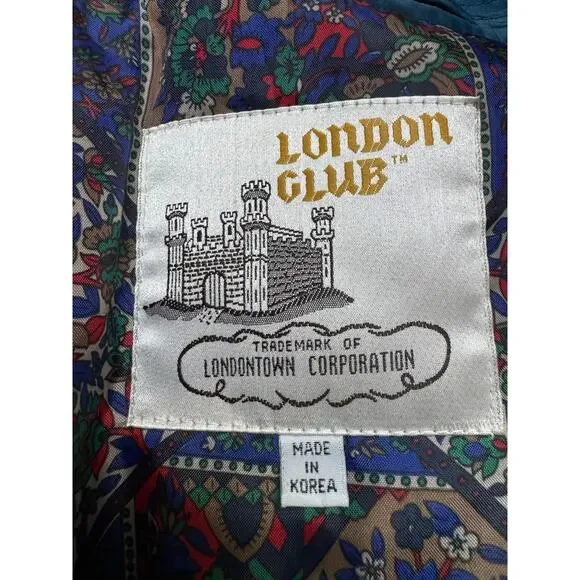 LONDON
CLUB™
TRADEMARK OF
LONDONTOWN CORPORATION
MADE
IN
KOREA